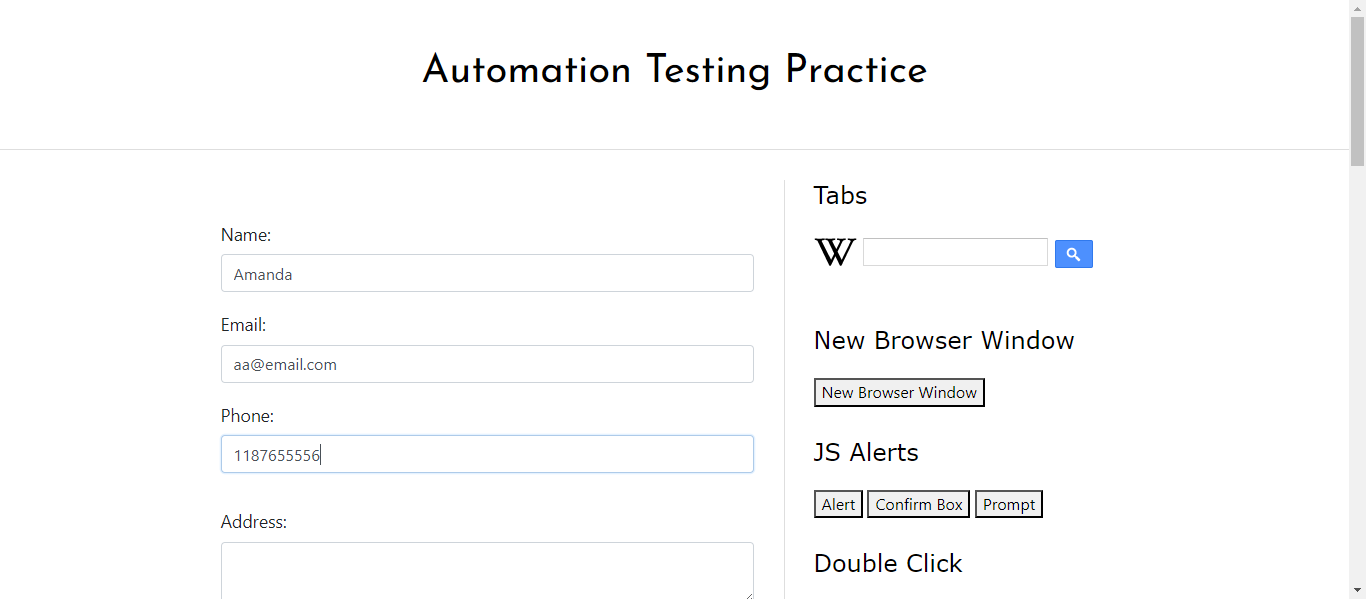 Automation Testing Practice
Name:
Amanda
Email:
aa@email.com
Phone:
1187655556
Address:
Tabs
W
New Browser Window
New Browser Window
JS Alerts
Alert Confirm Box Prompt
Double Click